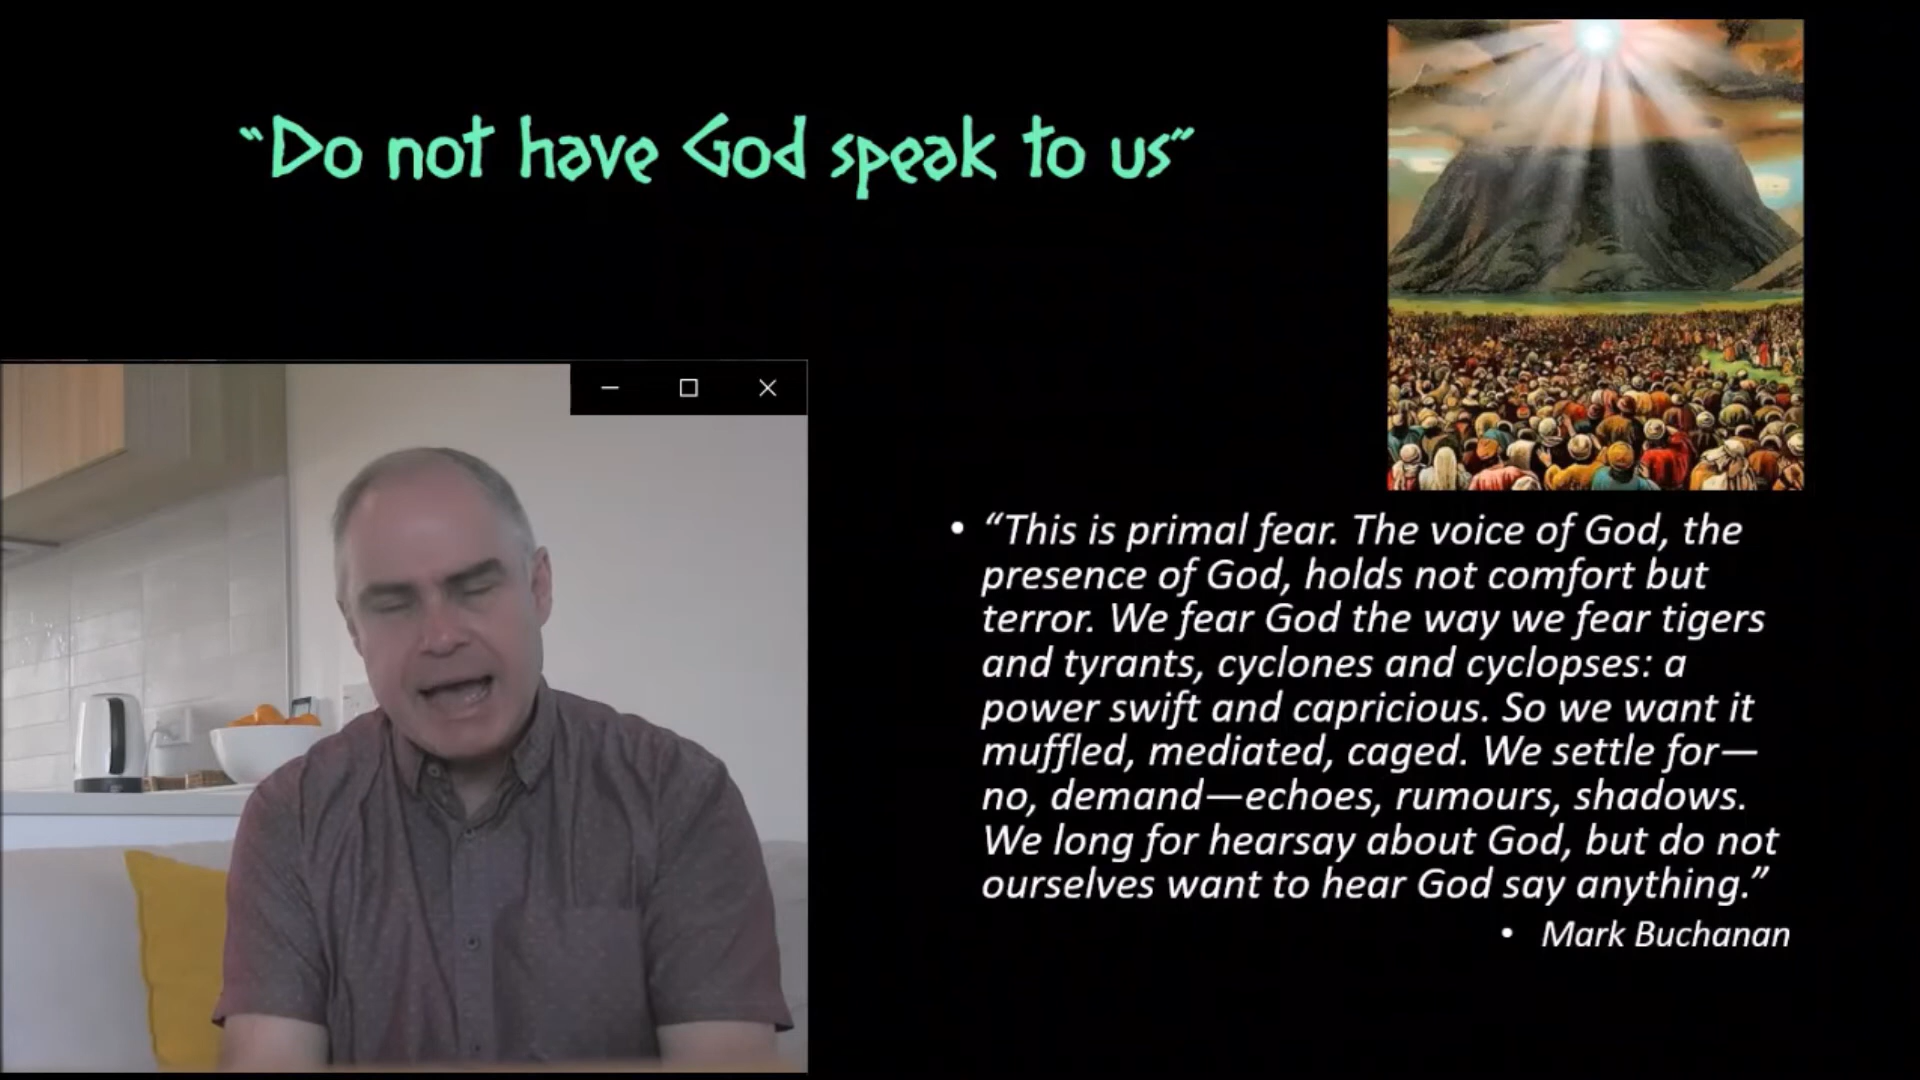 “Do not have God speak to us”
• “This is primal fear. The voice of God, the
presence of God, holds not comfort but
terror. We fear God the way we fear tigers
and tyrants, cyclones and cyclopses: a
power swift and capricious. So we want it
muffled, mediated, caged. We settle for—
no, demand—echoes, rumours, shadows.
We long for hearsay about God, but do not
ourselves want to hear God say anything.”
• Mark Buchanan